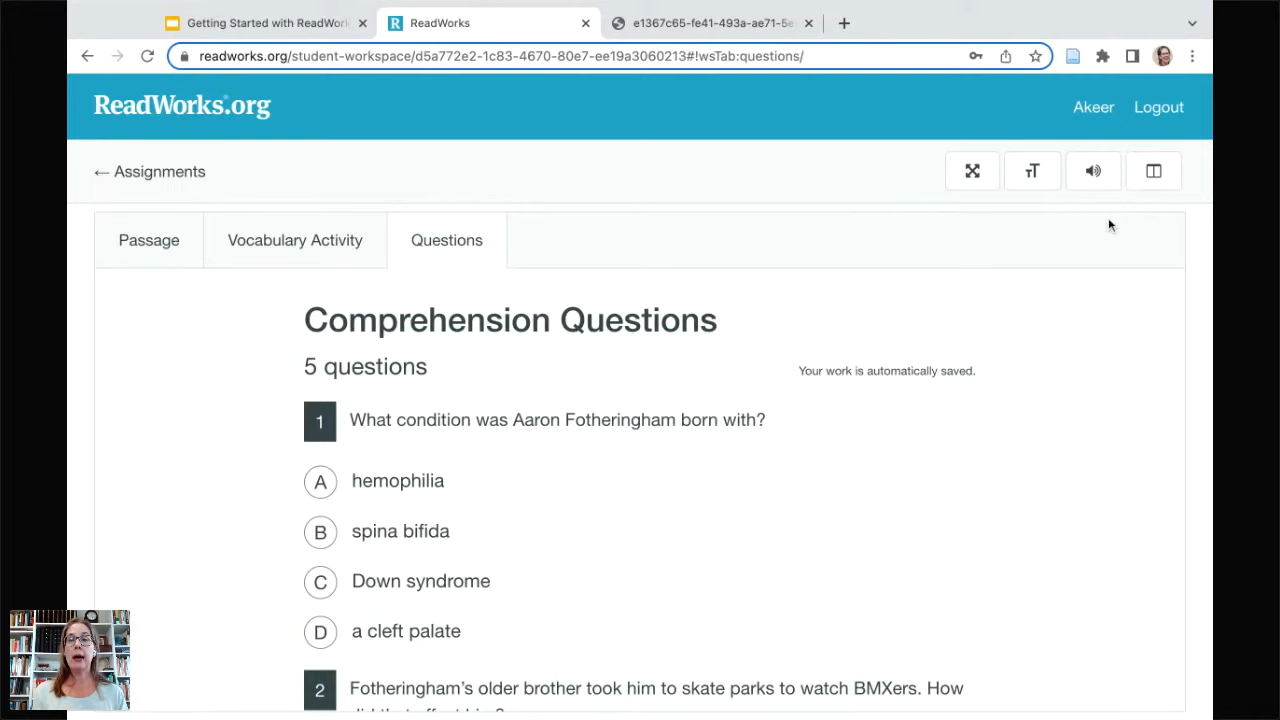 Getting Started with ReadWork
ReadWorks
e1367c65-fe41-493a-ae71-5e
readworks.org/student-workspace/d5a772e2-1c83-4670-80e7-ee19a3060213#!wsTab:questions/
ReadWorks.org
Akeer
Logout
← Assignments
Passage
Vocabulary Activity
Questions
Comprehension Questions
5 questions
Your work is automatically saved.
1 What condition was Aaron Fotheringham born with?
A hemophilia
B spina bifida
C Down syndrome
D a cleft palate
2 Fotheringham's older brother took him to skate parks to watch BMXers. How